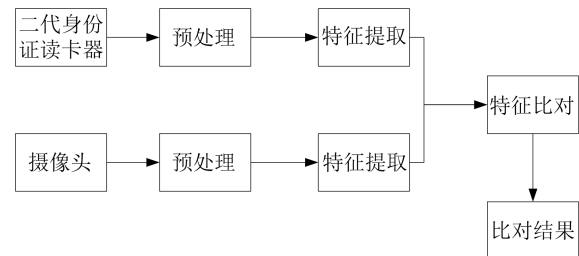 二代身份
证读卡器
预处理
特征提取
特征比对
摄像头
预处理
特征提取
比对结果